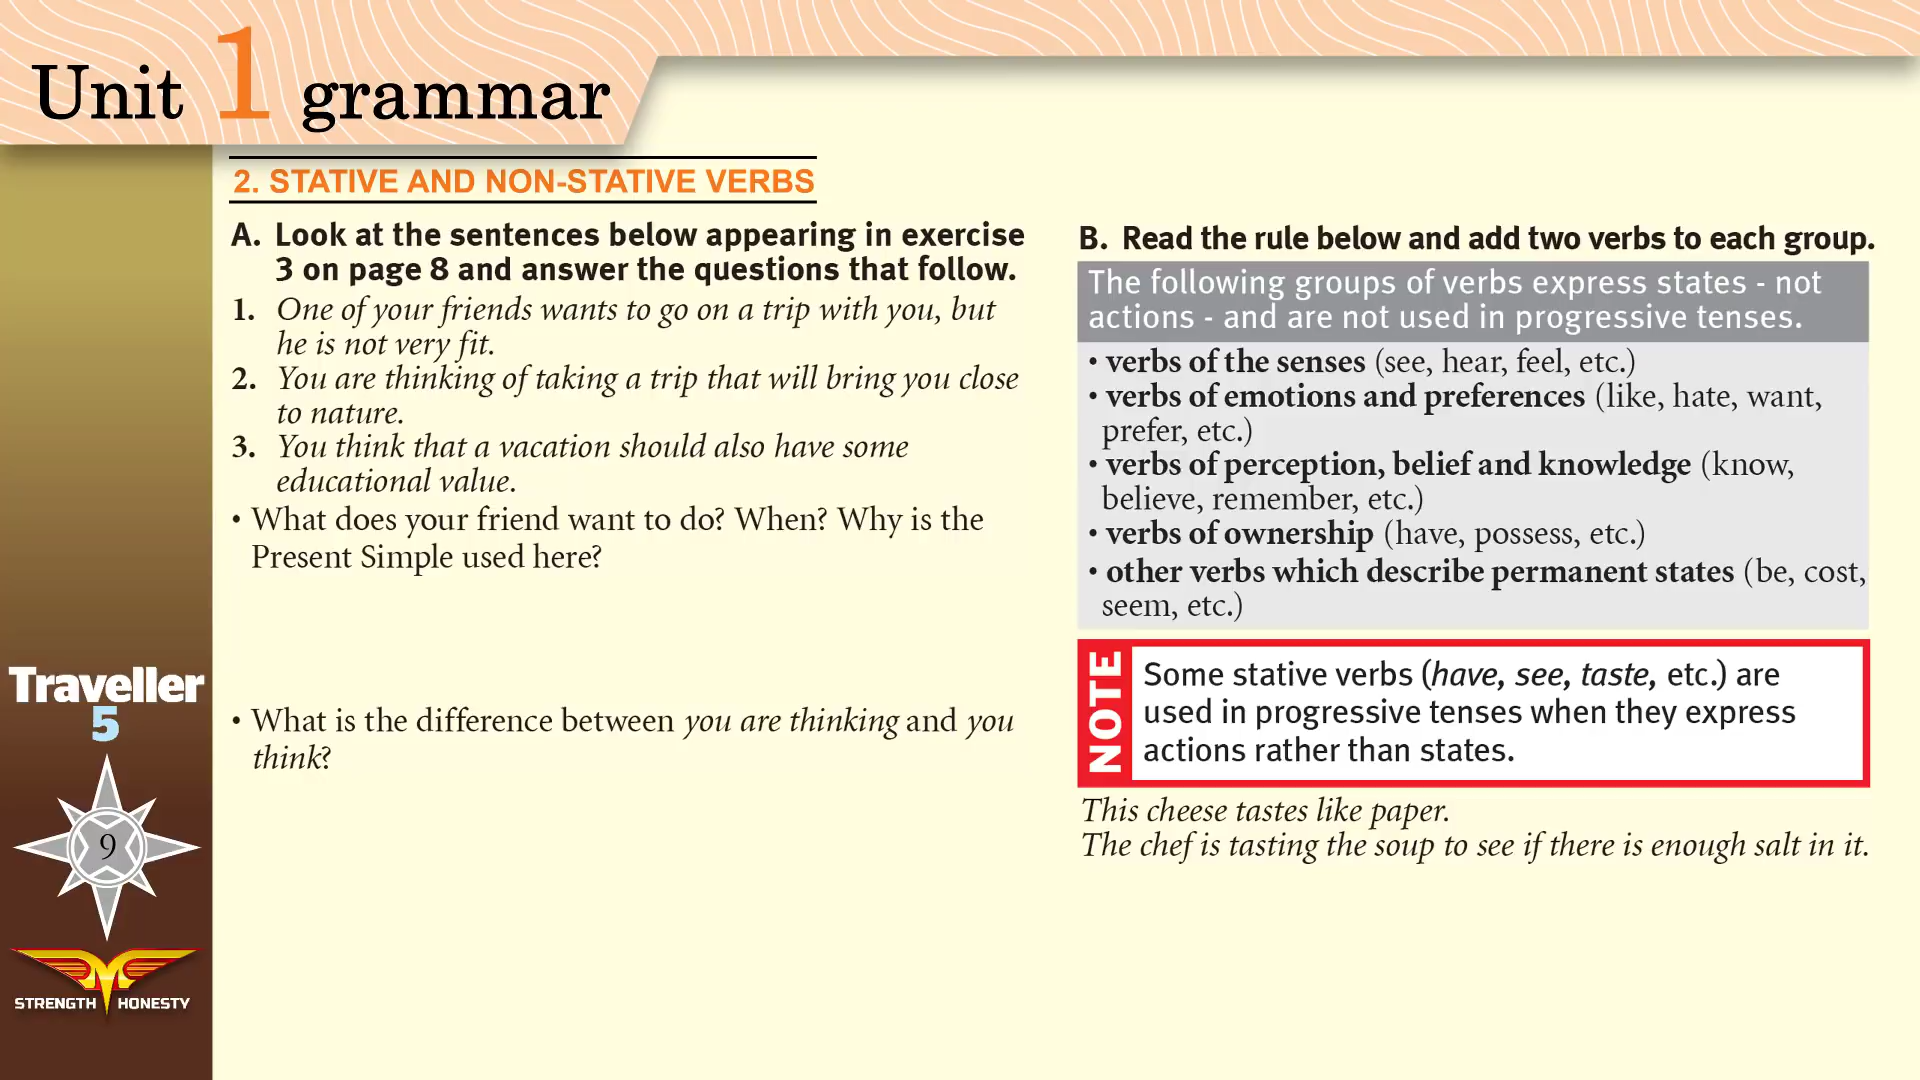 Unit 1 grammar
2. STATIVE AND NON-STATIVE VERBS
A. Look at the sentences below appearing in exercise
3 on page 8 and answer the questions that follow.
1. One of your friends wants to go on a trip with you, but
he is not very fit.
2. You are thinking of taking a trip that will bring you close
to nature.
3. You think that a vacation should also have some
educational value.
• What does your friend want to do? When? Why is the
Present Simple used here?
• What is the difference between you are thinking and you
think?
B. Read the rule below and add two verbs to each group.
The following groups of verbs express states - not
actions - and are not used in progressive tenses.
• verbs of the senses (see, hear, feel, etc.)
• verbs of emotions and preferences (like, hate, want,
prefer, etc.)
• verbs of perception, belief and knowledge (know,
believe, remember, etc.)
• verbs of ownership (have, possess, etc.)
• other verbs which describe permanent states (be, cost,
seem, etc.)
NOTE
Some stative verbs (have, see, taste, etc.) are
used in progressive tenses when they express
actions rather than states.
This cheese tastes like paper.
The chef is tasting the soup to see if there is enough salt in it.
Traveller
5
9
STRENGTH HONESTY